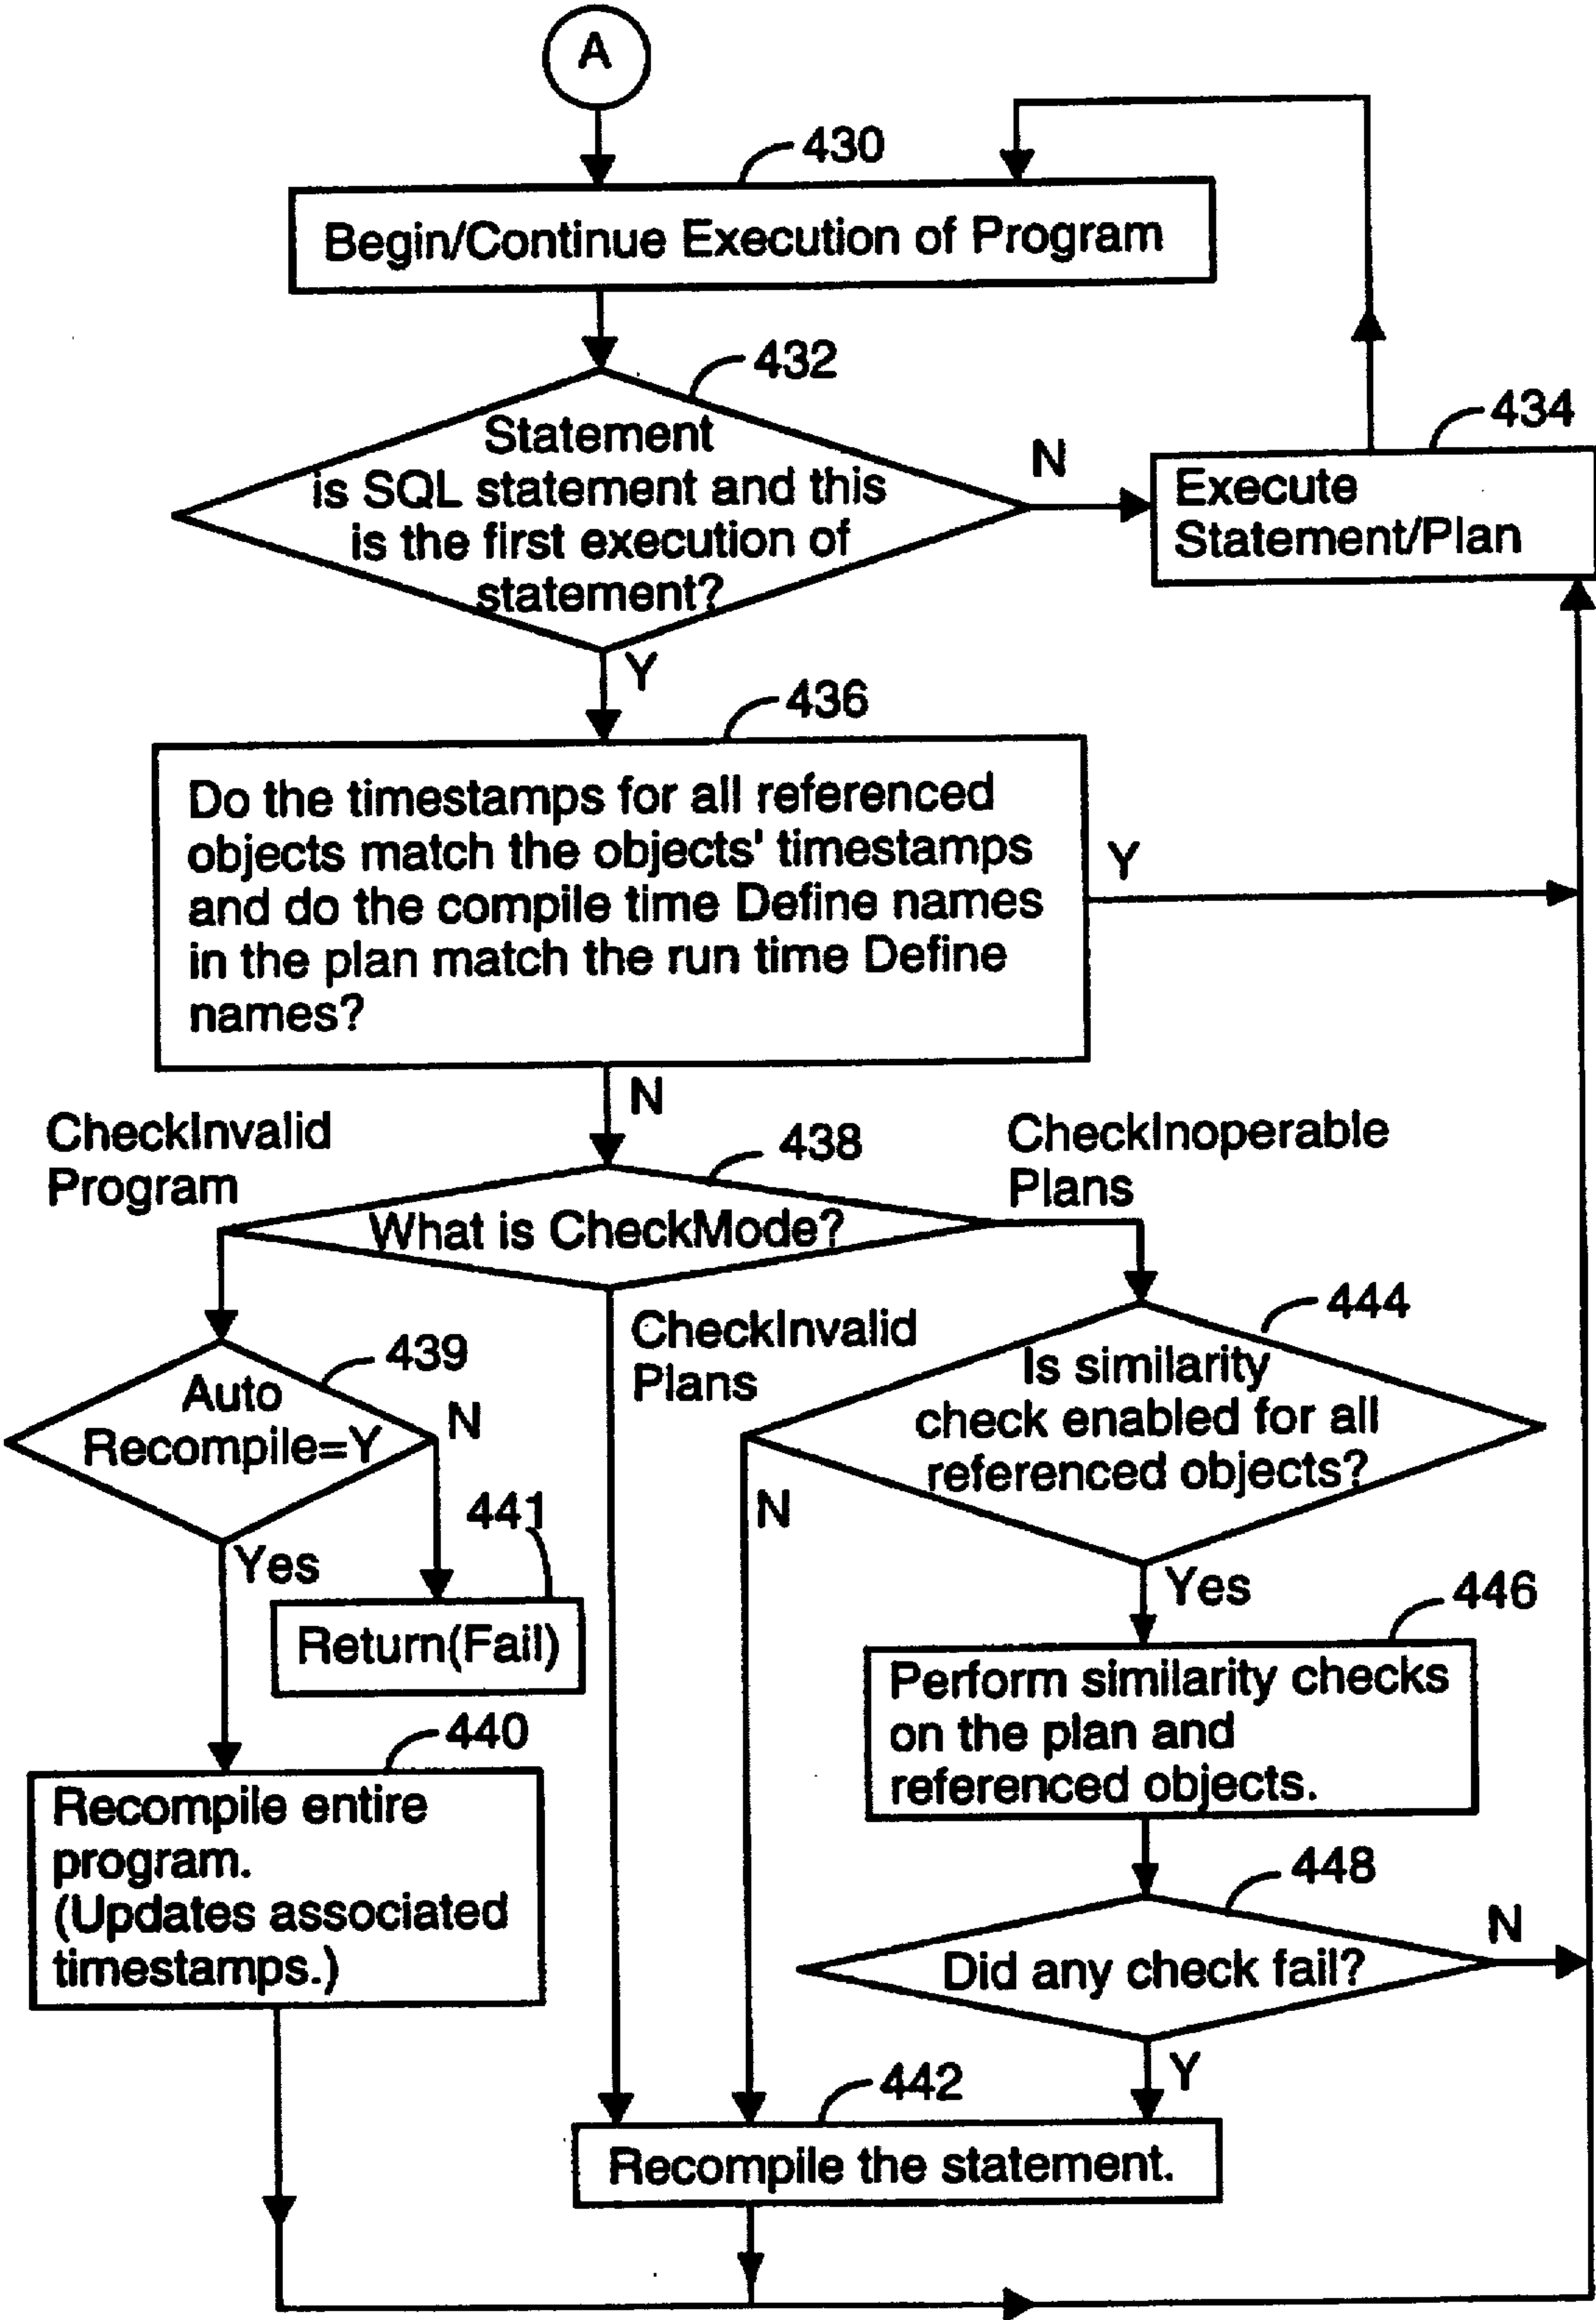 A
430
Begin/Continue Execution of Program
432
Statement
is SQL statement and this
is the first execution of
statement?
N
434
Execute
Statement/Plan
Y
436
Do the timestamps for all referenced
objects match the objects' timestamps
and do the compile time Define names
in the plan match the run time Define
names?
Y
N
CheckInvalid
Program
438
CheckInoperable
Plans
What is CheckMode?
CheckInvalid
Plans
439
Auto
Recompile=Y
N
441
Return(Fail)
Yes
440
Recompile entire
program.
(Updates associated
timestamps.)
444
Is similarity
check enabled for all
referenced objects?
N
Yes
446
Perform similarity checks
on the plan and
referenced objects.
448
Did any check fail?
N
Y
442
Recompile the statement.